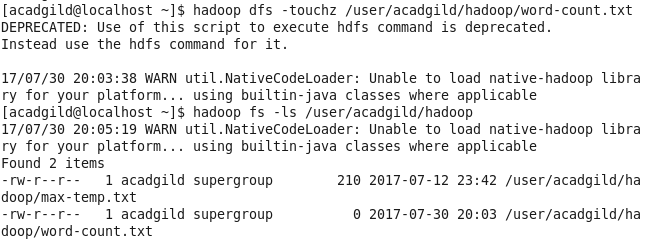 [acadgild@localhost ~]$ hadoop dfs -touchz /user/acadgild/hadoop/word-count.txt
DEPRECATED: Use of this script to execute hdfs command is deprecated.
Instead use the hdfs command for it.
17/07/30 20:03:38 WARN util.NativeCodeLoader: Unable to load native-hadoop libra
ry for your platform... using builtin-java classes where applicable
[acadgild@localhost ~]$ hadoop fs -ls /user/acadgild/hadoop
17/07/30 20:05:19 WARN util.NativeCodeLoader: Unable to load native-hadoop libra
ry for your platform... using builtin-java classes where applicable
Found 2 items
-rw-r--r--   1 acadgild supergroup        210 2017-07-12 23:42 /user/acadgild/ha
doop/max-temp.txt
-rw-r--r--   1 acadgild supergroup          0 2017-07-30 20:03 /user/acadgild/ha
doop/word-count.txt